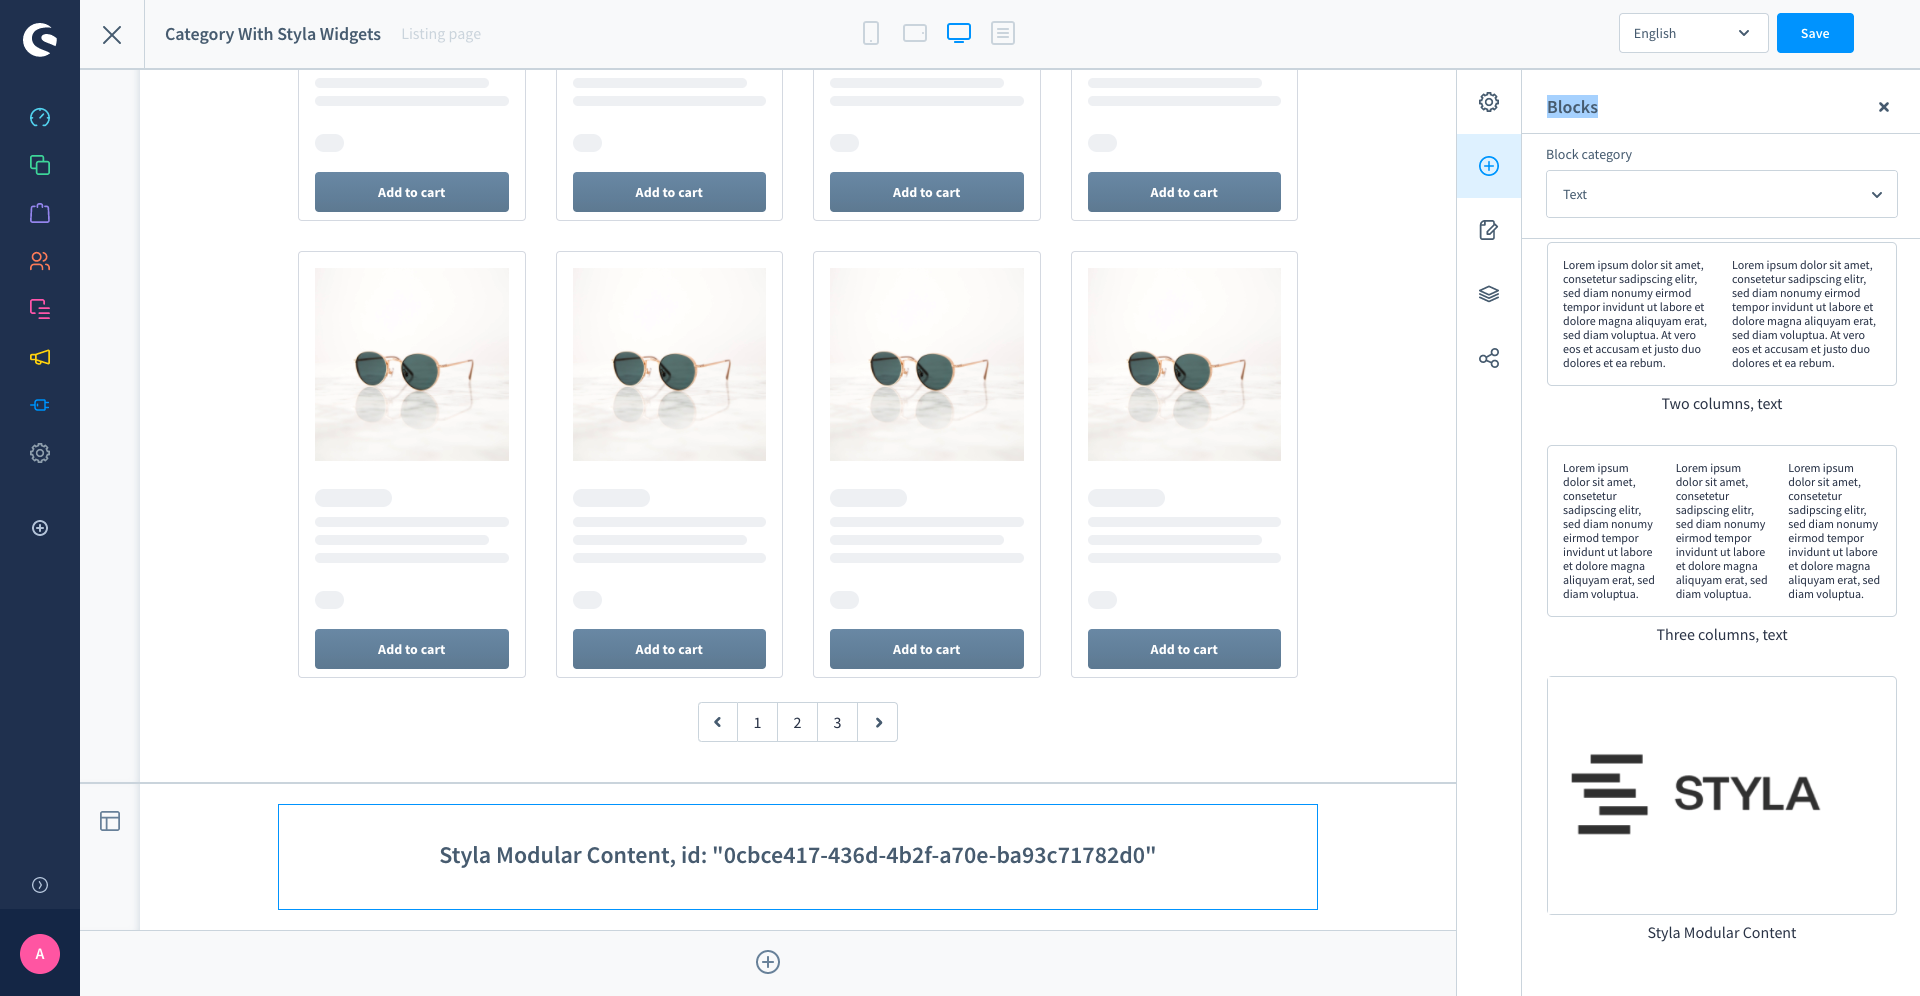 Category With Styla Widgets
Listing page
English
Save
Add to cart
Add to cart
Add to cart
Add to cart
Add to cart
Add to cart
Add to cart
Add to cart
1
2
3
Styla Modular Content, id: "0cbce417-436d-4b2f-a70e-ba93c71782d0"
A
Blocks
Block category
Text
Lorem ipsum dolor sit amet,
consetetur sadipscing elitr,
sed diam nonumy eirmod
tempor invidunt ut labore et
dolore magna aliquyam erat,
sed diam voluptua. At vero
eos et accusam et justo duo
dolores et ea rebum.
Lorem ipsum dolor sit amet,
consetetur sadipscing elitr,
sed diam nonumy eirmod
tempor invidunt ut labore et
dolore magna aliquyam erat,
sed diam voluptua. At vero
eos et accusam et justo duo
dolores et ea rebum.
Two columns, text
Lorem ipsum
dolor sit amet,
consetetur
sadipscing elitr,
sed diam nonumy
eirmod tempor
invidunt ut labore
et dolore magna
aliquyam erat, sed
diam voluptua.
Lorem ipsum
dolor sit amet,
consetetur
sadipscing elitr,
sed diam nonumy
eirmod tempor
invidunt ut labore
et dolore magna
aliquyam erat, sed
diam voluptua.
Lorem ipsum
dolor sit amet,
consetetur
sadipscing elitr,
sed diam nonumy
eirmod tempor
invidunt ut labore
et dolore magna
aliquyam erat, sed
diam voluptua.
Three columns, text
STYLA
Styla Modular Content